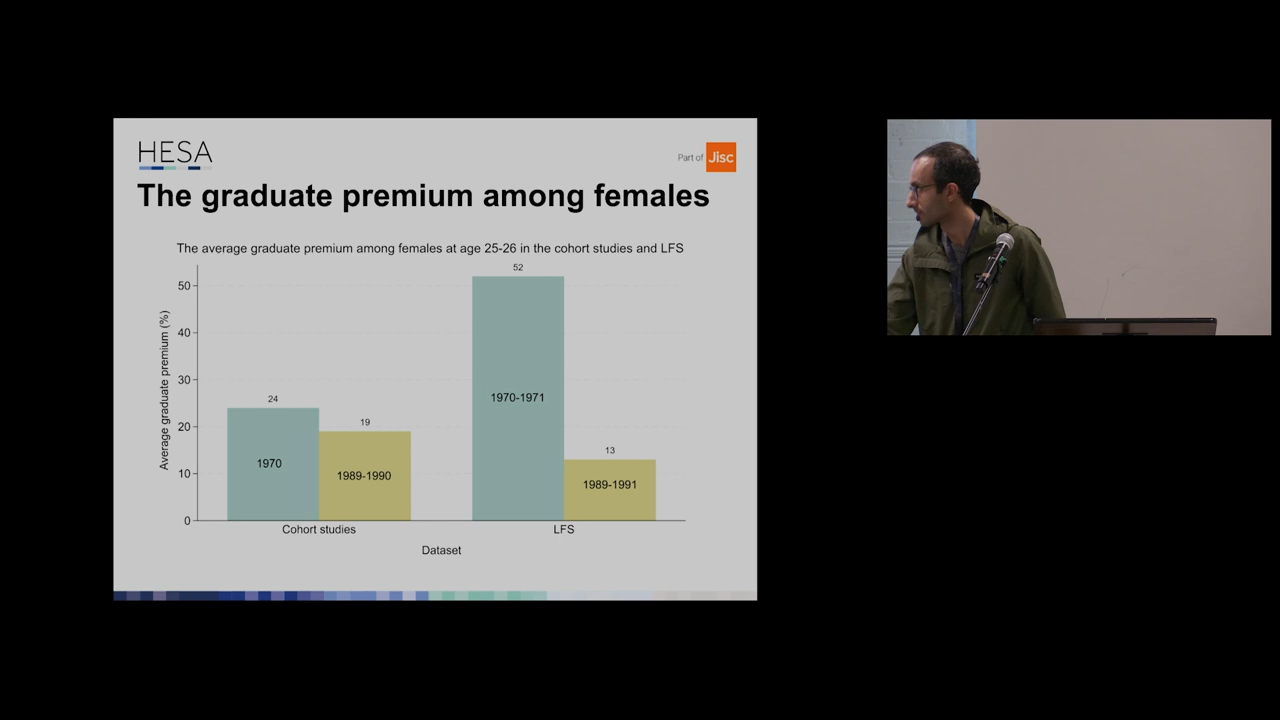 HESA
Part of Jisc
The graduate premium among females
The average graduate premium among females at age 25-26 in the cohort studies and LFS
Average graduate premium (%)
50
40
30
20
10
0
24
19
52
13
1970
1989-1990
1970-1971
1989-1991
Cohort studies
LFS
Dataset